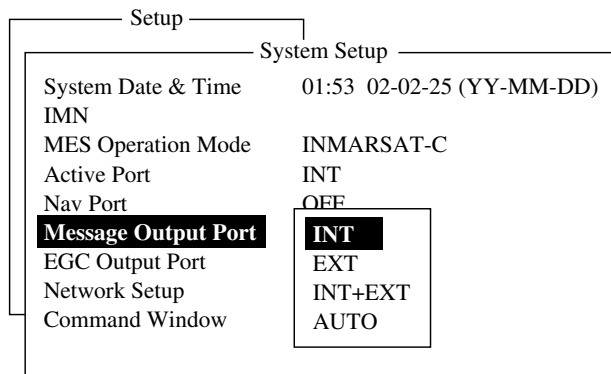 Setup
System Setup
System Date & Time 01:53 02-02-25 (YY-MM-DD)
IMN
MES Operation Mode INMARSAT-C
Active Port INT
Nav Port OFF
Message Output Port INT
EGC Output Port EXT
Network Setup INT+EXT
Command Window AUTO